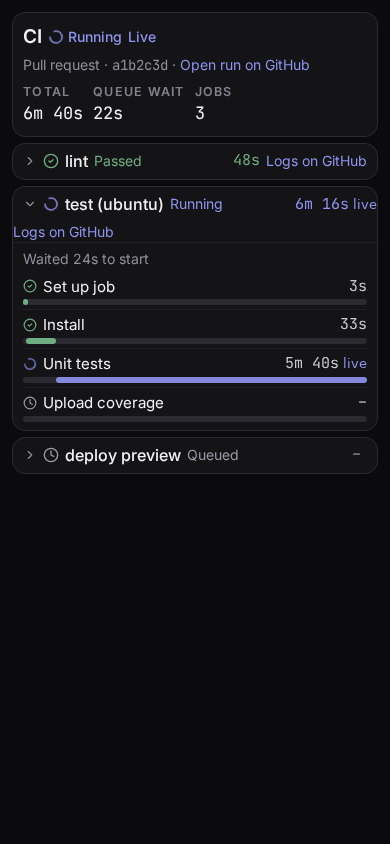 CI Running Live
Pull request · a1b2c3d · Open run on GitHub
TOTAL QUEUE WAIT JOBS
6m 40s 22s 3
lint Passed 48s Logs on GitHub
test (ubuntu) Running 6m 16s live
Logs on GitHub
Waited 24s to start
Set up job 3s
Install 33s
Unit tests 5m 40s live
Upload coverage –
deploy preview Queued –